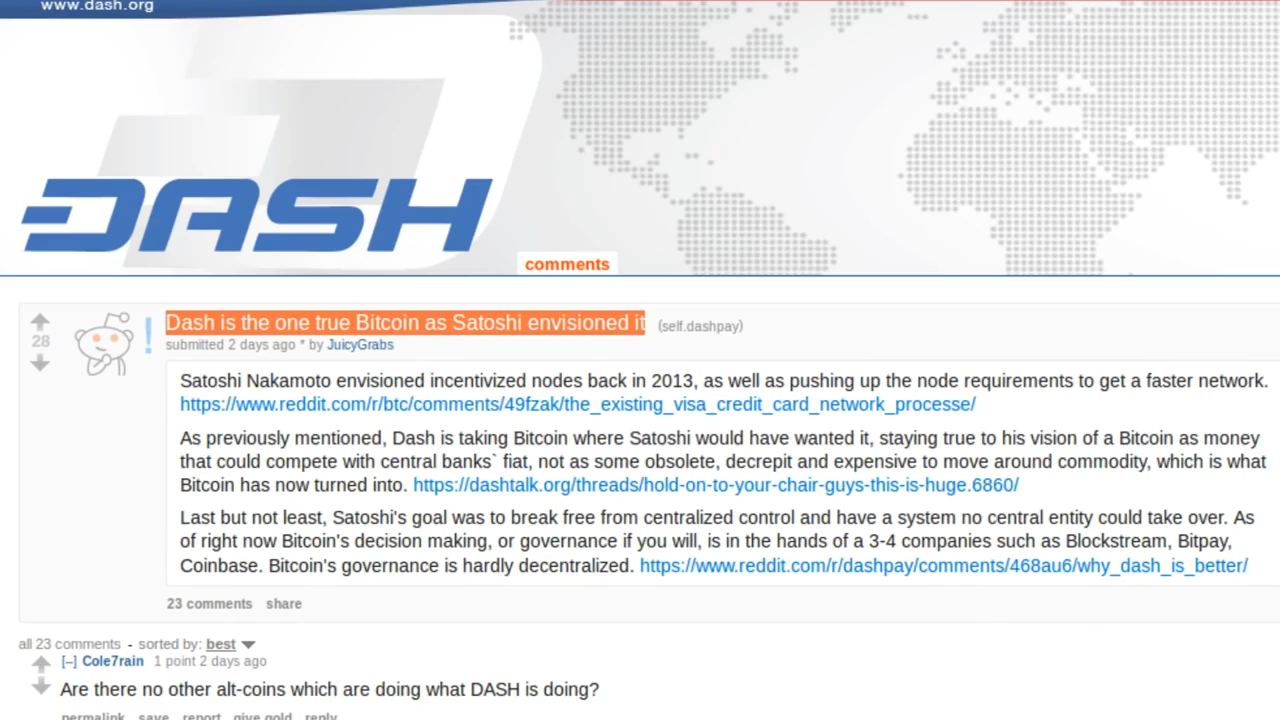 www.dash.org
DASH
comments
Dash is the one true Bitcoin as Satoshi envisioned it (self.dashpay)
28
submitted 2 days ago * by JuicyGrabs
Satoshi Nakamoto envisioned incentivized nodes back in 2013, as well as pushing up the node requirements to get a faster network.
https://www.reddit.com/r/btc/comments/49fzak/the_existing_visa_credit_card_network_processe/
As previously mentioned, Dash is taking Bitcoin where Satoshi would have wanted it, staying true to his vision of a Bitcoin as money
that could compete with central banks` fiat, not as some obsolete, decrepit and expensive to move around commodity, which is what
Bitcoin has now turned into. https://dashtalk.org/threads/hold-on-to-your-chair-guys-this-is-huge.6860/
Last but not least, Satoshi's goal was to break free from centralized control and have a system no central entity could take over. As
of right now Bitcoin's decision making, or governance if you will, is in the hands of a 3-4 companies such as Blockstream, Bitpay,
Coinbase. Bitcoin's governance is hardly decentralized. https://www.reddit.com/r/dashpay/comments/468au6/why_dash_is_better/
23 comments share
all 23 comments - sorted by: best
[–] Cole7rain 1 point 2 days ago
Are there no other alt-coins which are doing what DASH is doing?
permalink save report give gold reply